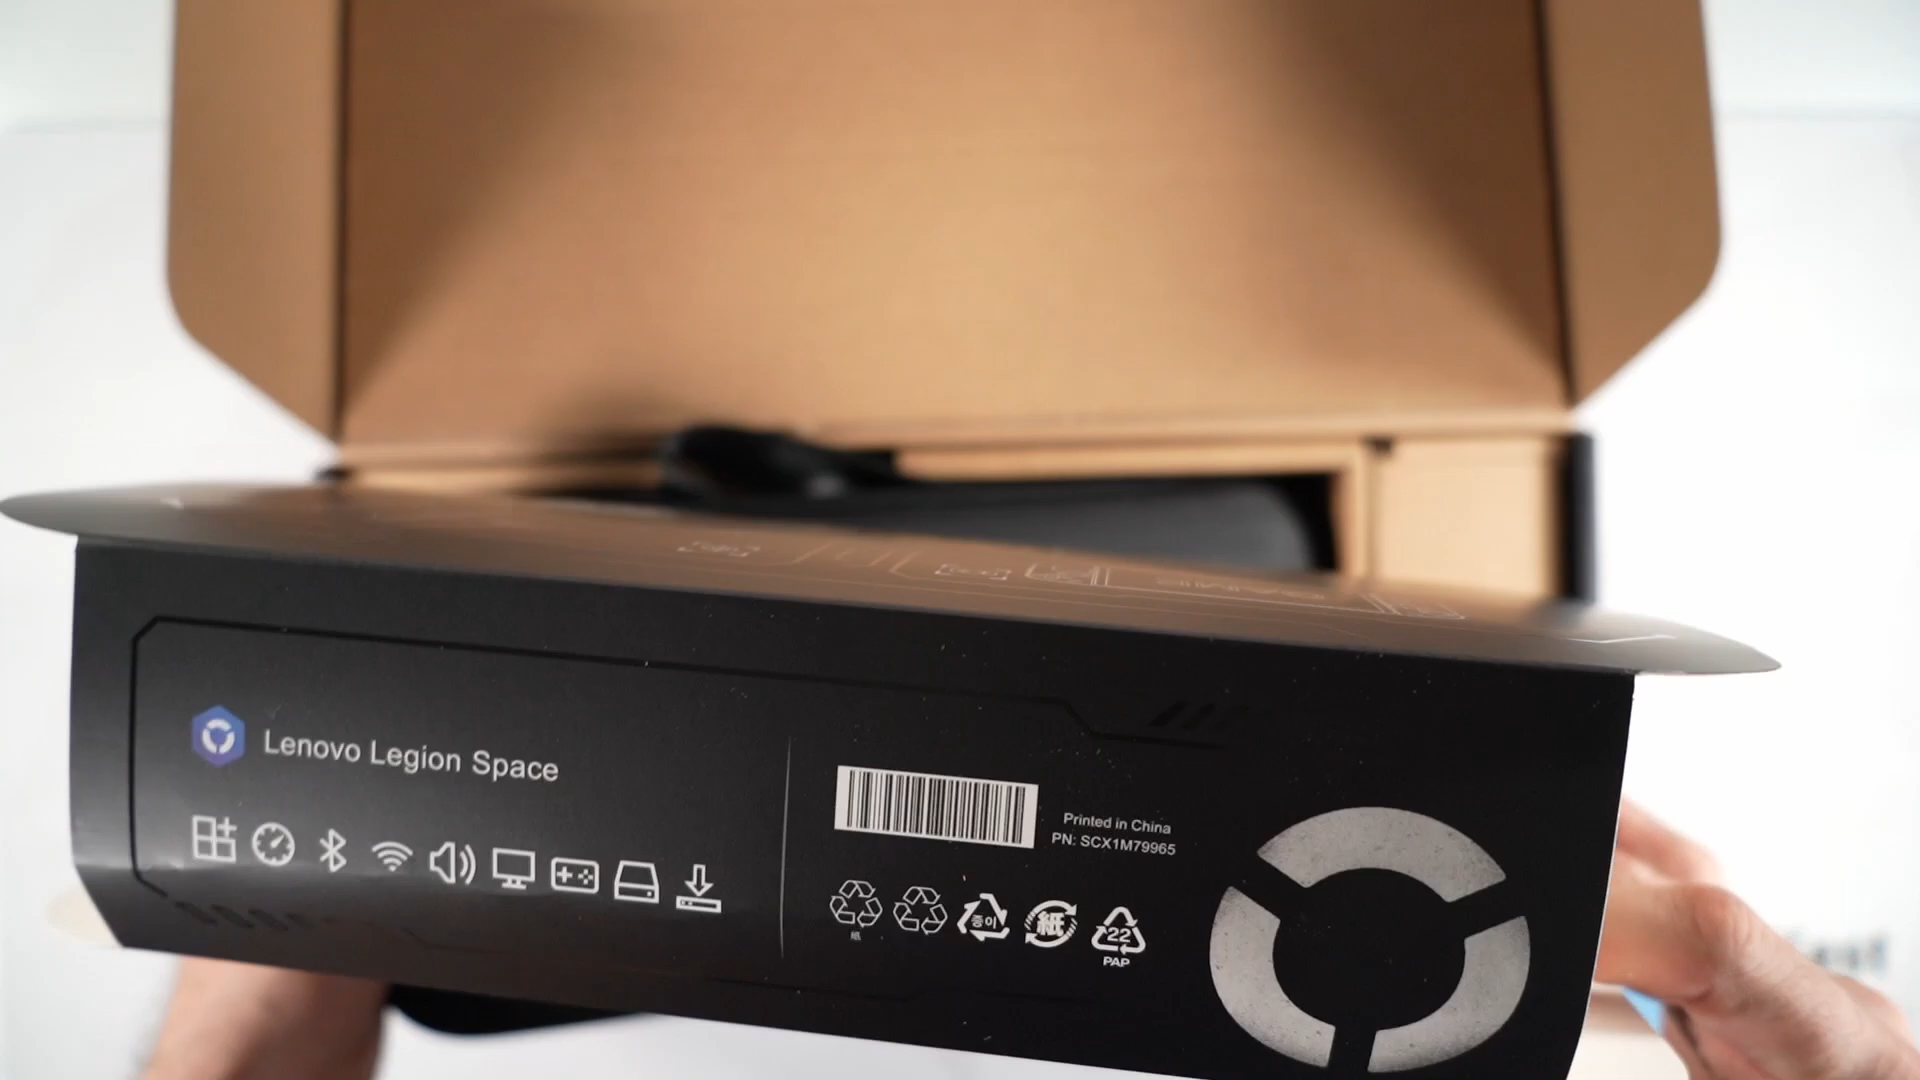 Lenovo Legion Space
Printed in China
PN: SCX1M79965
紙
종이
紙
22
PAP